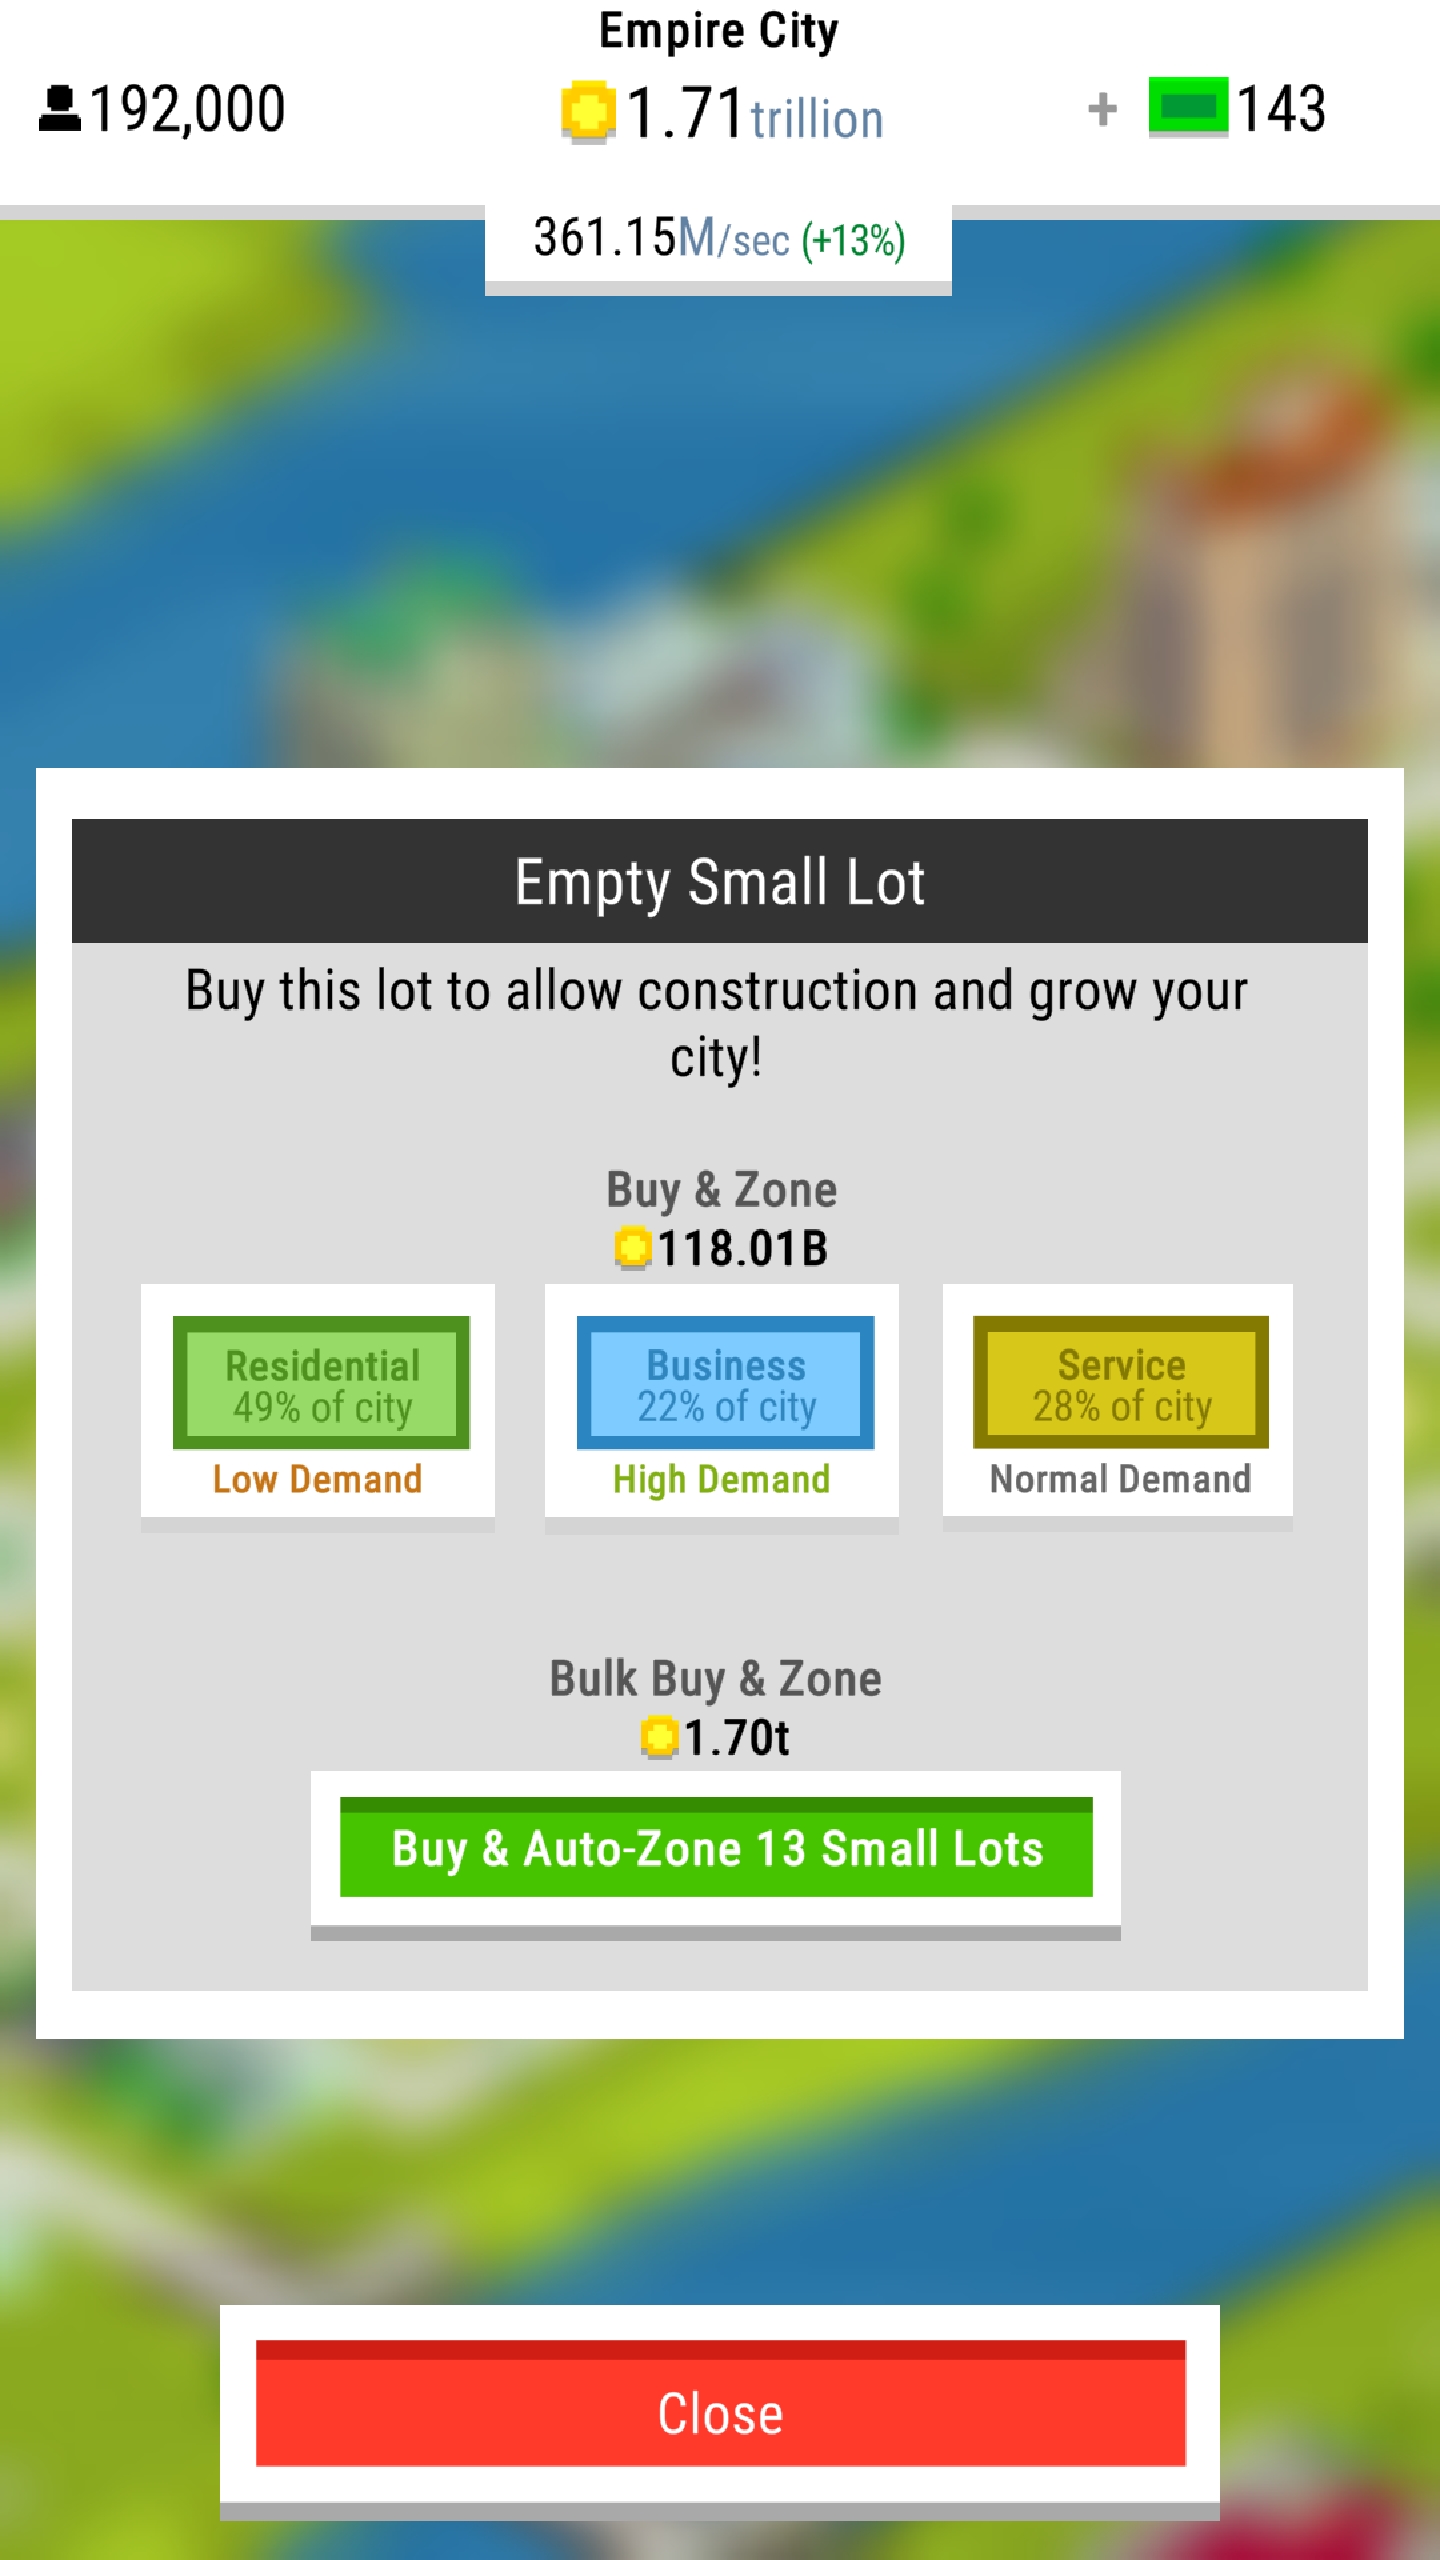 Empire City
192,000
1.71 trillion
+ 143
361.15M/sec (+13%)
Empty Small Lot
Buy this lot to allow construction and grow your
city!
Buy & Zone
118.01B
Residential
49% of city
Low Demand
Business
22% of city
High Demand
Service
28% of city
Normal Demand
Bulk Buy & Zone
1.70t
Buy & Auto-Zone 13 Small Lots
Close